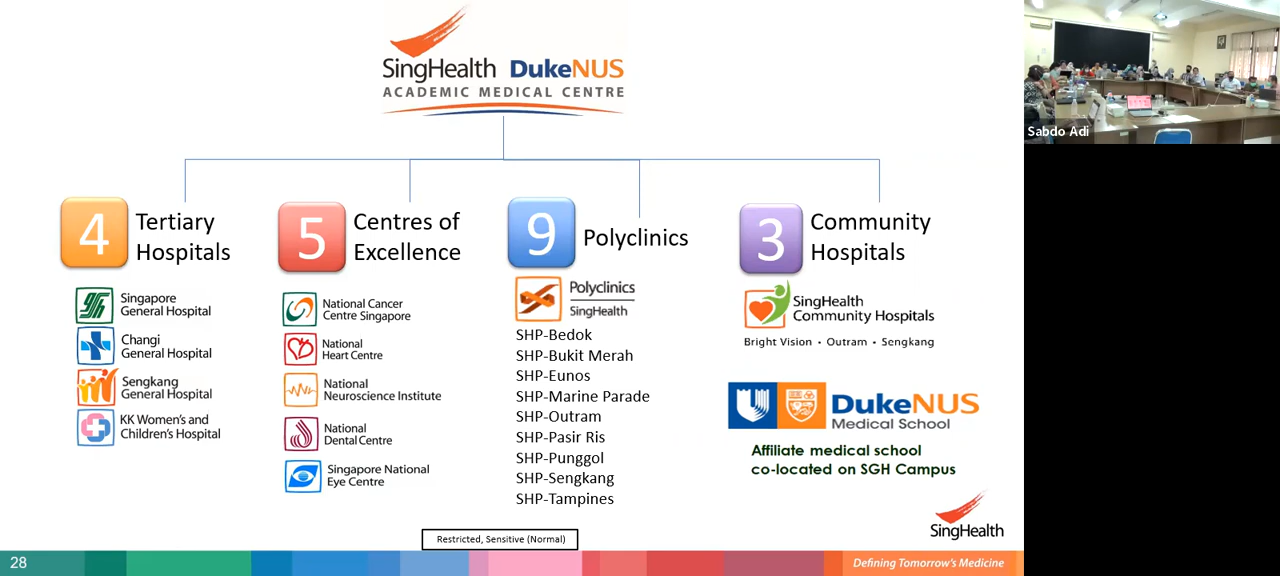 SingHealth DukeNUS
ACADEMIC MEDICAL CENTRE
Sabdo Adi
4
Tertiary
Hospitals
Singapore
General Hospital
Changi
General Hospital
Sengkang
General Hospital
KK Women's and
Children's Hospital
5
Centres of
Excellence
National Cancer
Centre Singapore
National
Heart Centre
National
Neuroscience Institute
National
Dental Centre
Singapore National
Eye Centre
9
Polyclinics
Polyclinics
SingHealth
SHP-Bedok
SHP-Bukit Merah
SHP-Eunos
SHP-Marine Parade
SHP-Outram
SHP-Pasir Ris
SHP-Punggol
SHP-Sengkang
SHP-Tampines
3
Community
Hospitals
SingHealth
Community Hospitals
Bright Vision • Outram • Sengkang
DukeNUS
Medical School
Affiliate medical school
co-located on SGH Campus
SingHealth
Restricted, Sensitive (Normal)
28
Defining Tomorrow's Medicine